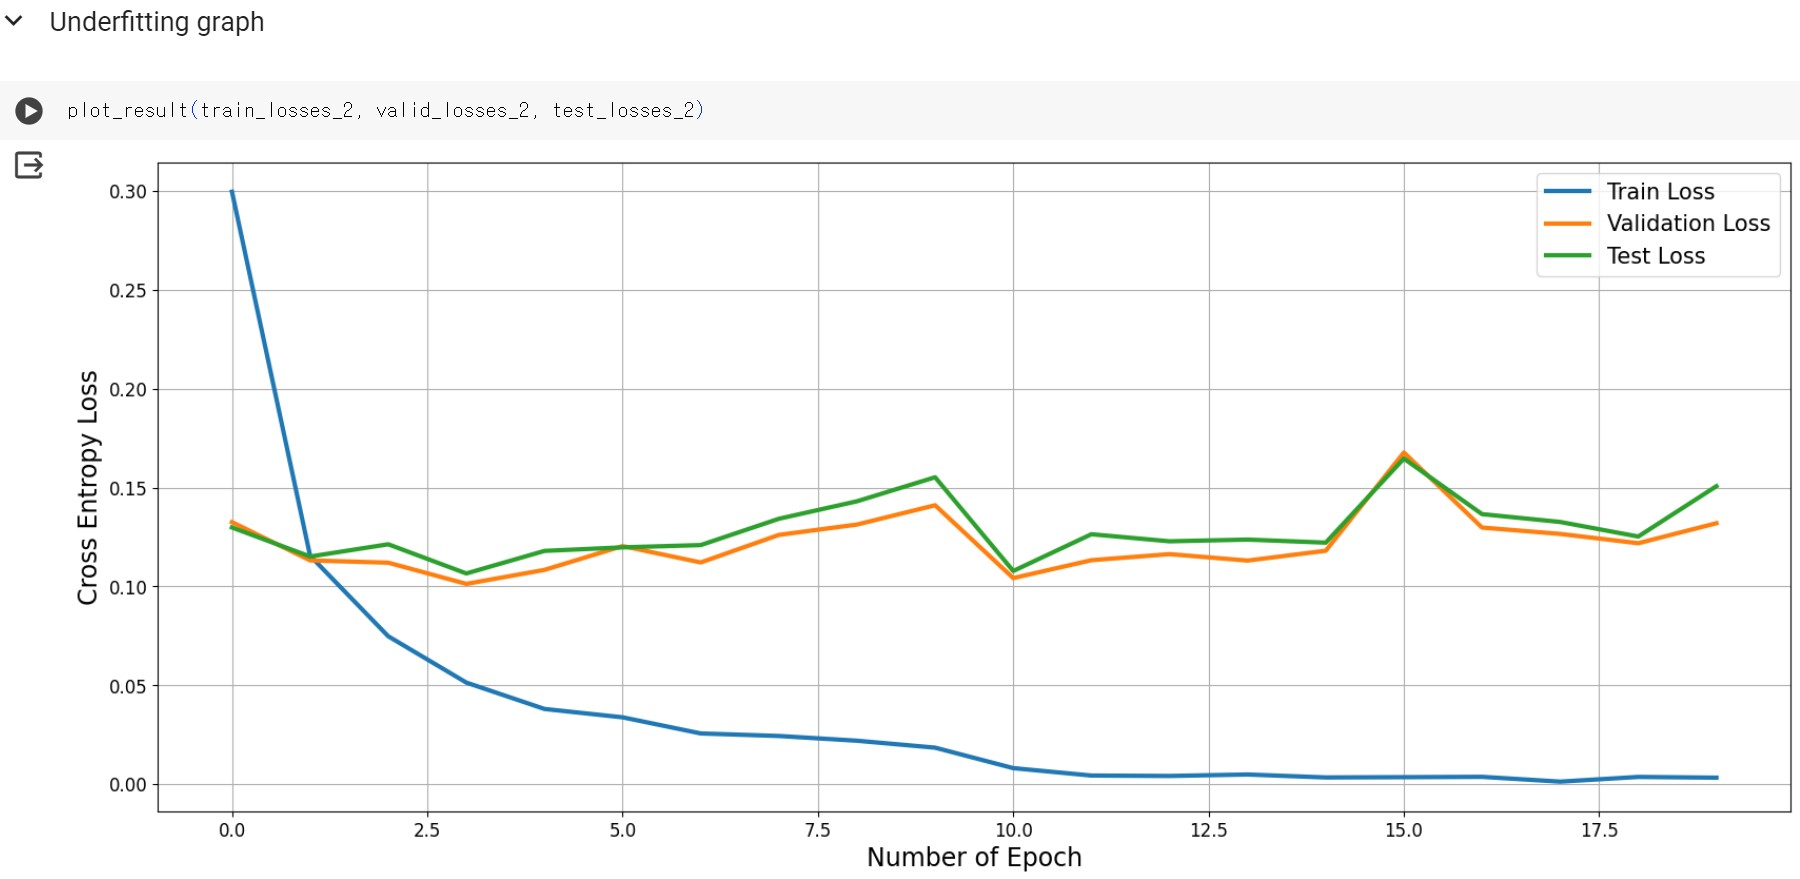 Underfitting graph
plot_result(train_losses_2, valid_losses_2, test_losses_2)
Train Loss
Validation Loss
Test Loss
Cross Entropy Loss
0.30
0.25
0.20
0.15
0.10
0.05
0.00
0.0 2.5 5.0 7.5 10.0 12.5 15.0 17.5
Number of Epoch